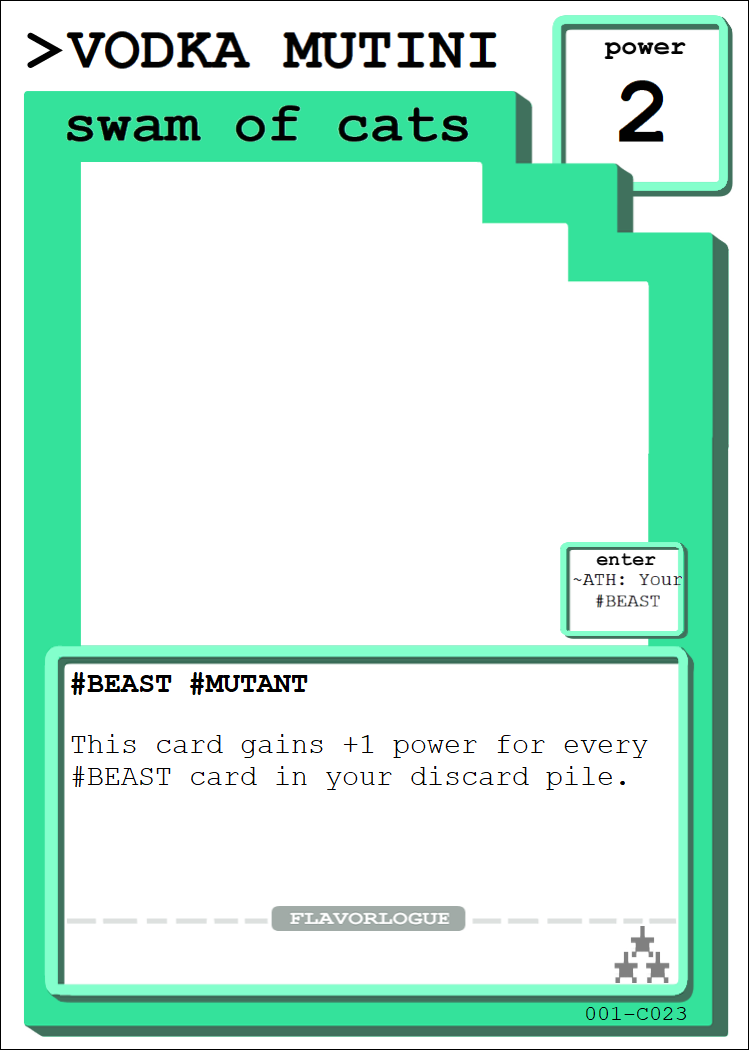 >VODKA MUTINI
power
2
swam of cats
enter
~ATH: Your
#BEAST
#BEAST #MUTANT
This card gains +1 power for every
#BEAST card in your discard pile.
FLAVORLOGUE
001-C023